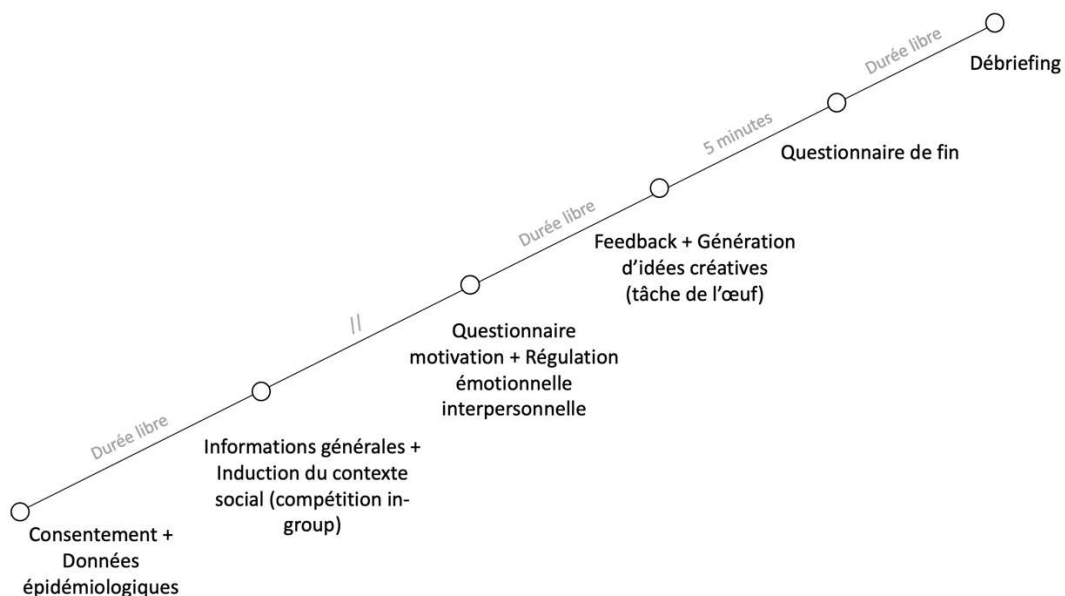 Durée libre
Débriefing
5 minutes
Questionnaire de fin
Durée libre
Feedback + Génération
d'idées créatives
(tâche de l'œuf)
//
Questionnaire
motivation + Régulation
émotionnelle
interpersonnelle
Durée libre
Informations générales +
Induction du contexte
social (compétition in-
group)
Consentement +
Données
épidémiologiques